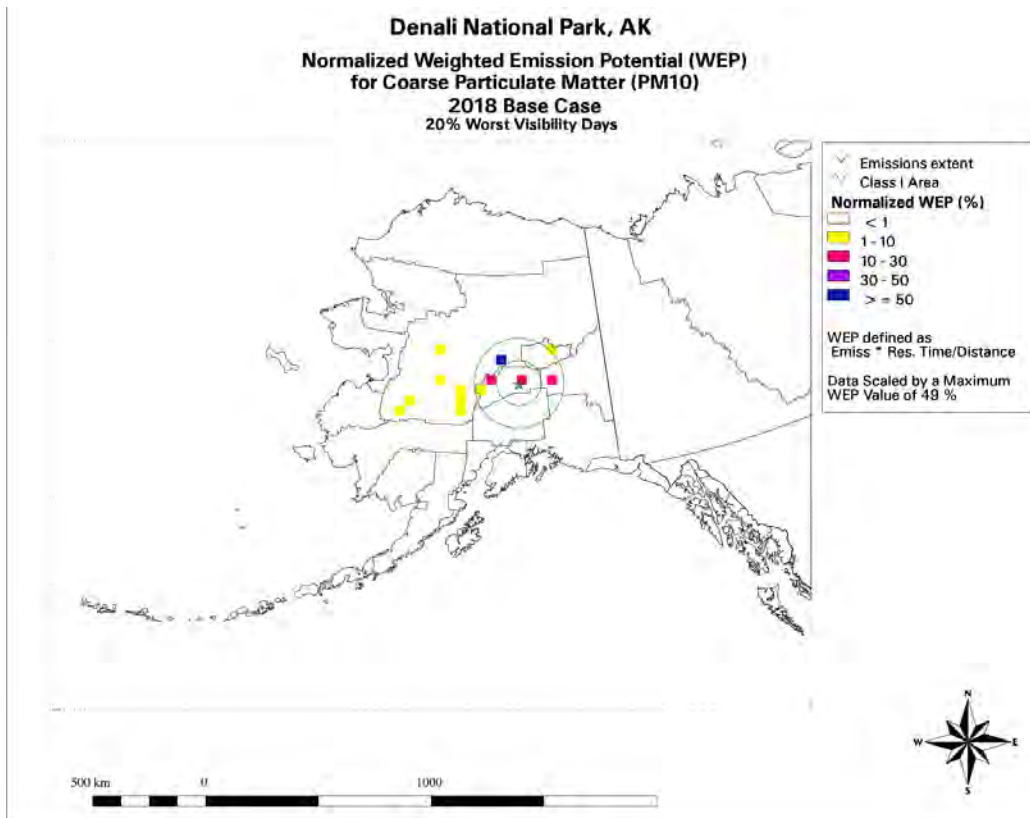 Denali National Park, AK
Normalized Weighted Emission Potential (WEP)
for Coarse Particulate Matter (PM10)
2018 Base Case
20% Worst Visibility Days
Emissions extent
Class I Area
Normalized WEP (%)
< 1
1 - 10
10 - 30
30 - 50
> = 50
WEP defined as
Emiss * Res. Time/Distance
Data Scaled by a Maximum
WEP Value of 49 %
N
W E
S
500 km 0 1000